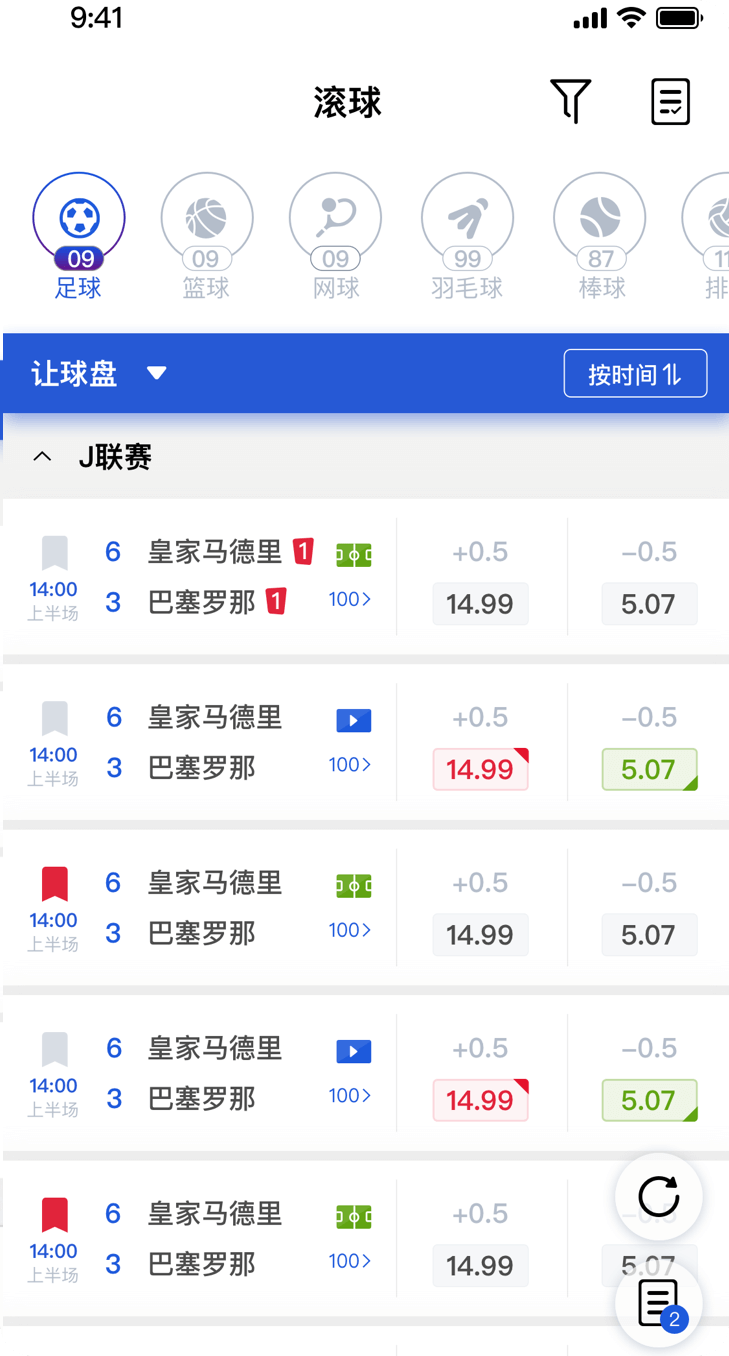 9:41
滚球
09 09 09 99 87 11
足球 篮球 网球 羽毛球 棒球 排
让球盘 按时间
J联赛
6 皇家马德里 1 +0.5 −0.5
14:00 3 巴塞罗那 1 100> 14.99 5.07
上半场
6 皇家马德里 +0.5 −0.5
14:00 3 巴塞罗那 100> 14.99 5.07
上半场
6 皇家马德里 +0.5 −0.5
14:00 3 巴塞罗那 100> 14.99 5.07
上半场
6 皇家马德里 +0.5 −0.5
14:00 3 巴塞罗那 100> 14.99 5.07
上半场
6 皇家马德里 +0.5
14:00 3 巴塞罗那 100> 14.99 5.07
上半场
2